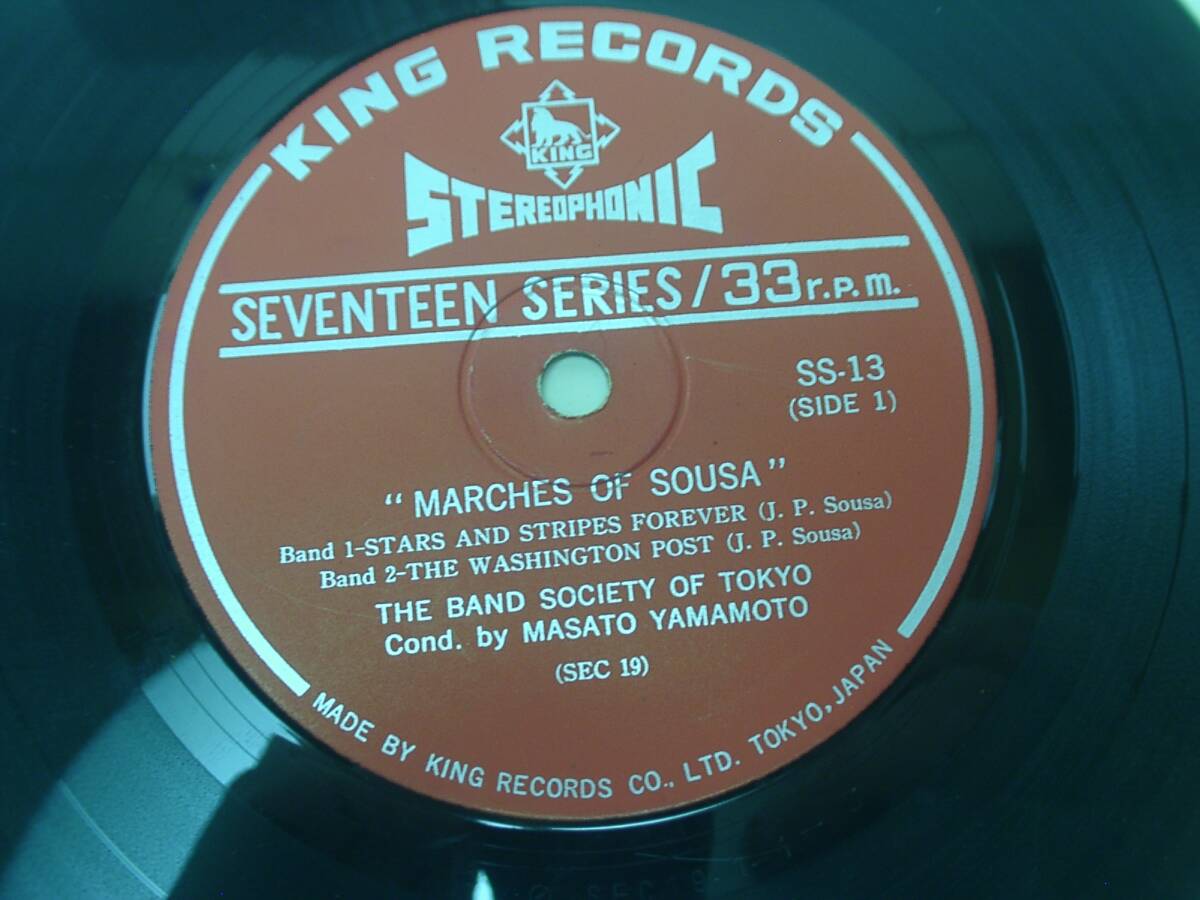 KING RECORDS
KING
STEREOPHONIC
SEVENTEEN SERIES/33r.p.m.
SS-13
(SIDE 1)
"MARCHES OF SOUSA"
Band 1-STARS AND STRIPES FOREVER (J. P. Sousa)
Band 2-THE WASHINGTON POST (J. P. Sousa)
THE BAND SOCIETY OF TOKYO
Cond. by MASATO YAMAMOTO
(SEC 19)
MADE BY KING RECORDS CO., LTD. TOKYO, JAPAN